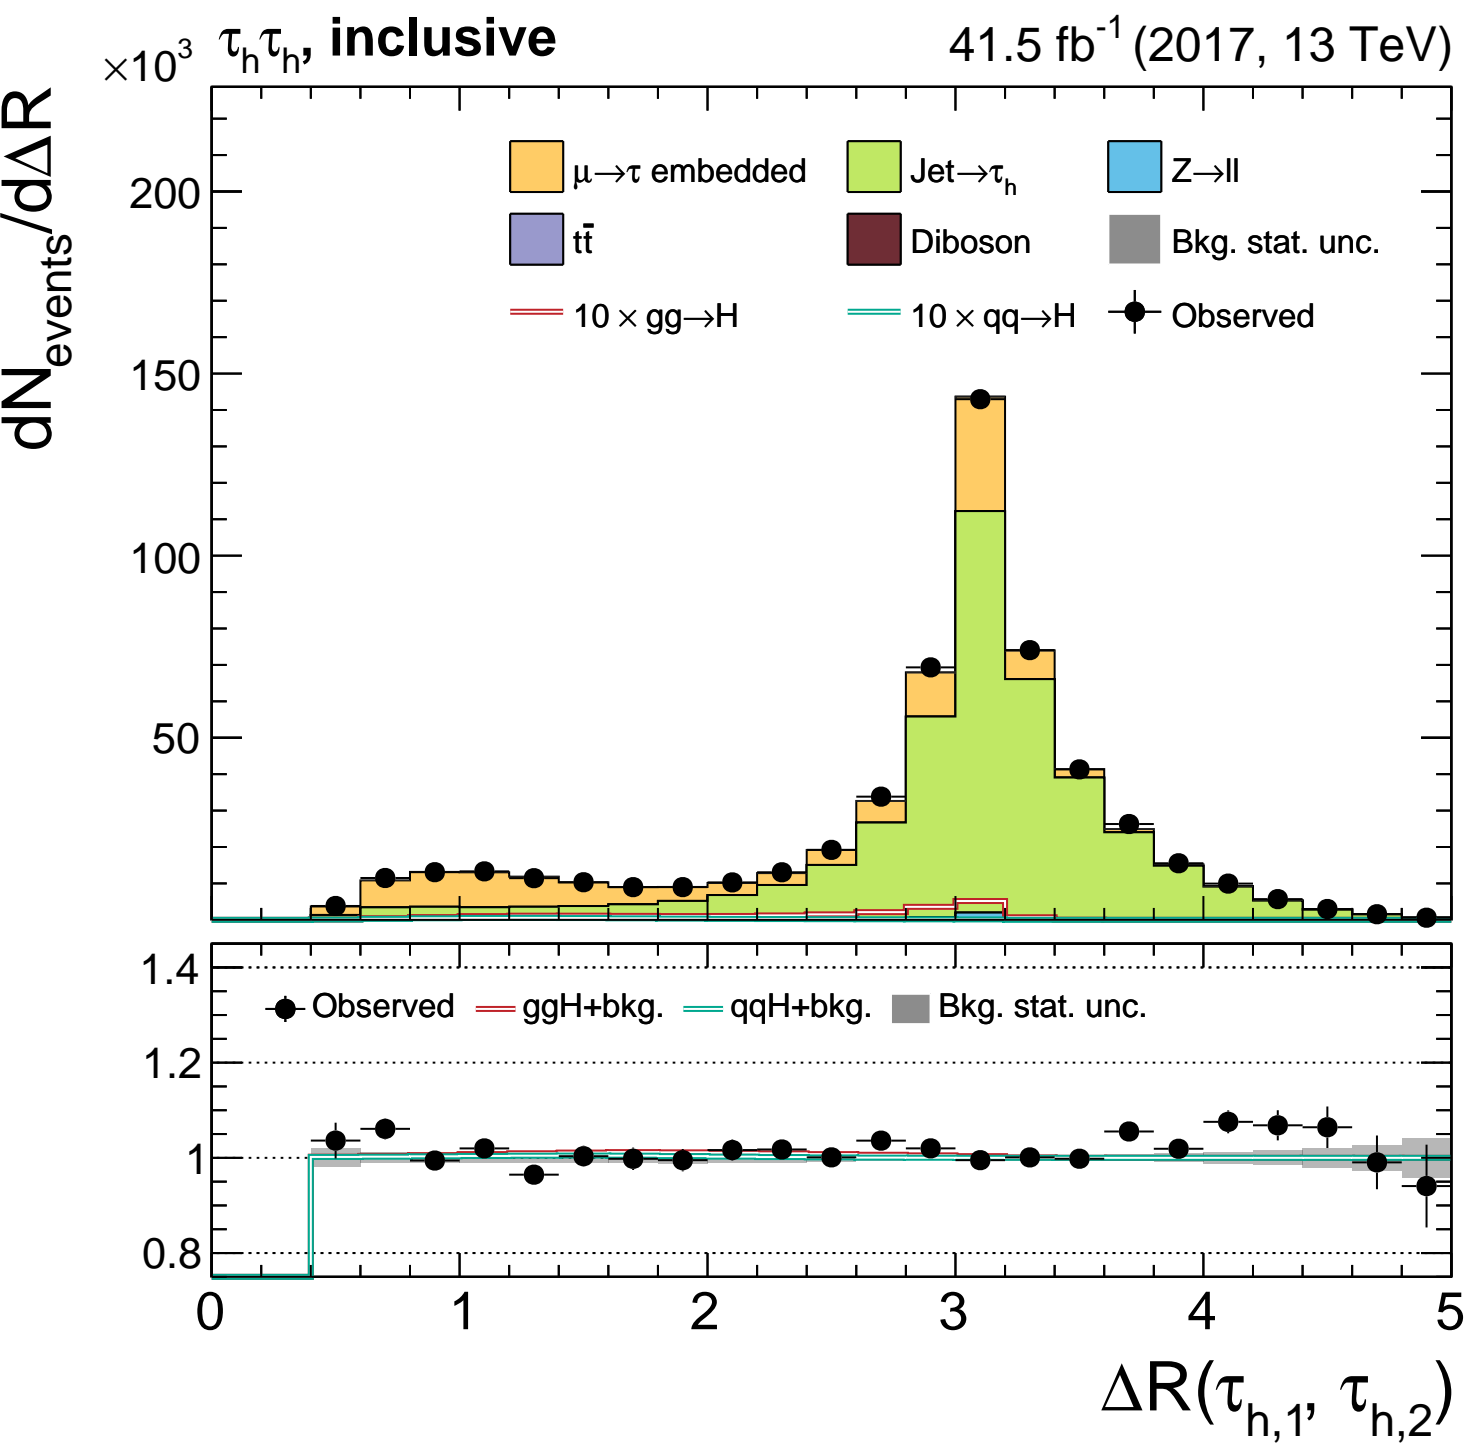 ×10³ τhτh, inclusive 41.5 fb⁻¹ (2017, 13 TeV)
dNevents/dΔR
μ→τ embedded Jet→τh Z→ll
tt̄ Diboson Bkg. stat. unc.
10 × gg→H 10 × qq→H Observed
200
150
100
50
1.4
Observed ggH+bkg. qqH+bkg. Bkg. stat. unc.
1.2
1
0.8
0 1 2 3 4 5
ΔR(τh,1, τh,2)